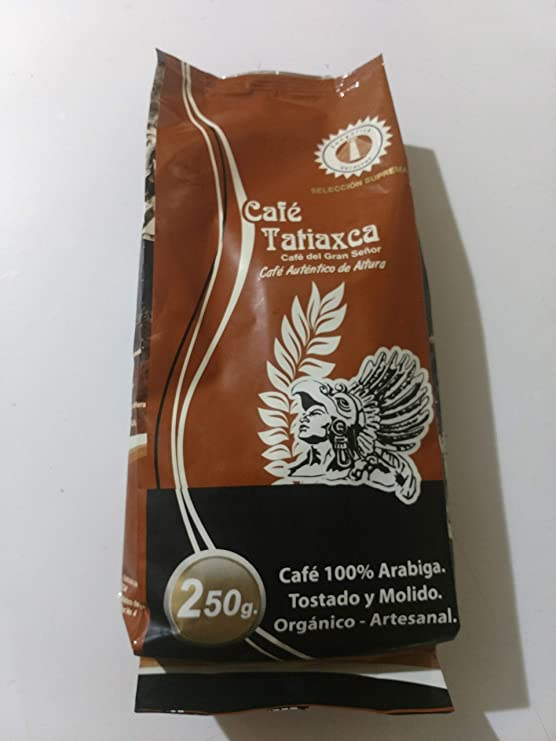 SELECCIÓN SUPREMA
Café
Tatiaxca
Café del Gran Señor
Café Auténtico de Altura
250g.
Café 100% Arabiga.
Tostado y Molido.
Orgánico - Artesanal.